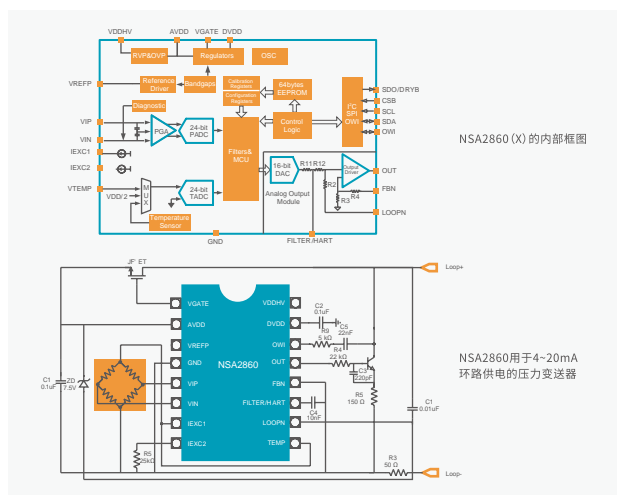 VDDHV AVDD VGATE DVDD
RVP&OVP
Regulators
OSC
VREFP
Reference
Driver
Bandgaps
Calibration
Registers
Configuration
Registers
64bytes
EEPROM
Diagnostic
VIP
VIN
PGA
24-bit
PADC
Filters&
MCU
Control
Logic
I²C
SPI
OWI
SDO/DRYB
CSB
SCL
SDA
OWI
NSA2860(X)的内部框图
IEXC1
IEXC2
VTEMP
VDD/2
MUX
24-bit
TADC
Temperature
Sensor
16-bit
DAC
R11 R12
Output
Driver
R2
R4
R3
Analog Output
Module
OUT
FBN
LOOPN
GND
FILTER/HART
JF' ET
Loop+
VGATE
AVDD
VREFP
GND
VIP
VIN
IEXC1
IEXC2
NSA2860
VDDHV
DVDD
OWI
OUT
FBN
FILTER/H ART
LOOPN
TEMP
C2
0.1uF
R9
5 kΩ
C5
22nF
R4
22 kΩ
C3
220pF
C4
10nF
R5
150 Ω
C1
0.01uF
C1
0.1uF
ZD
7.5V
R5
25kΩ
R3
50 Ω
Loop-
NSA2860用于4~20mA
环路供电的压力变送器